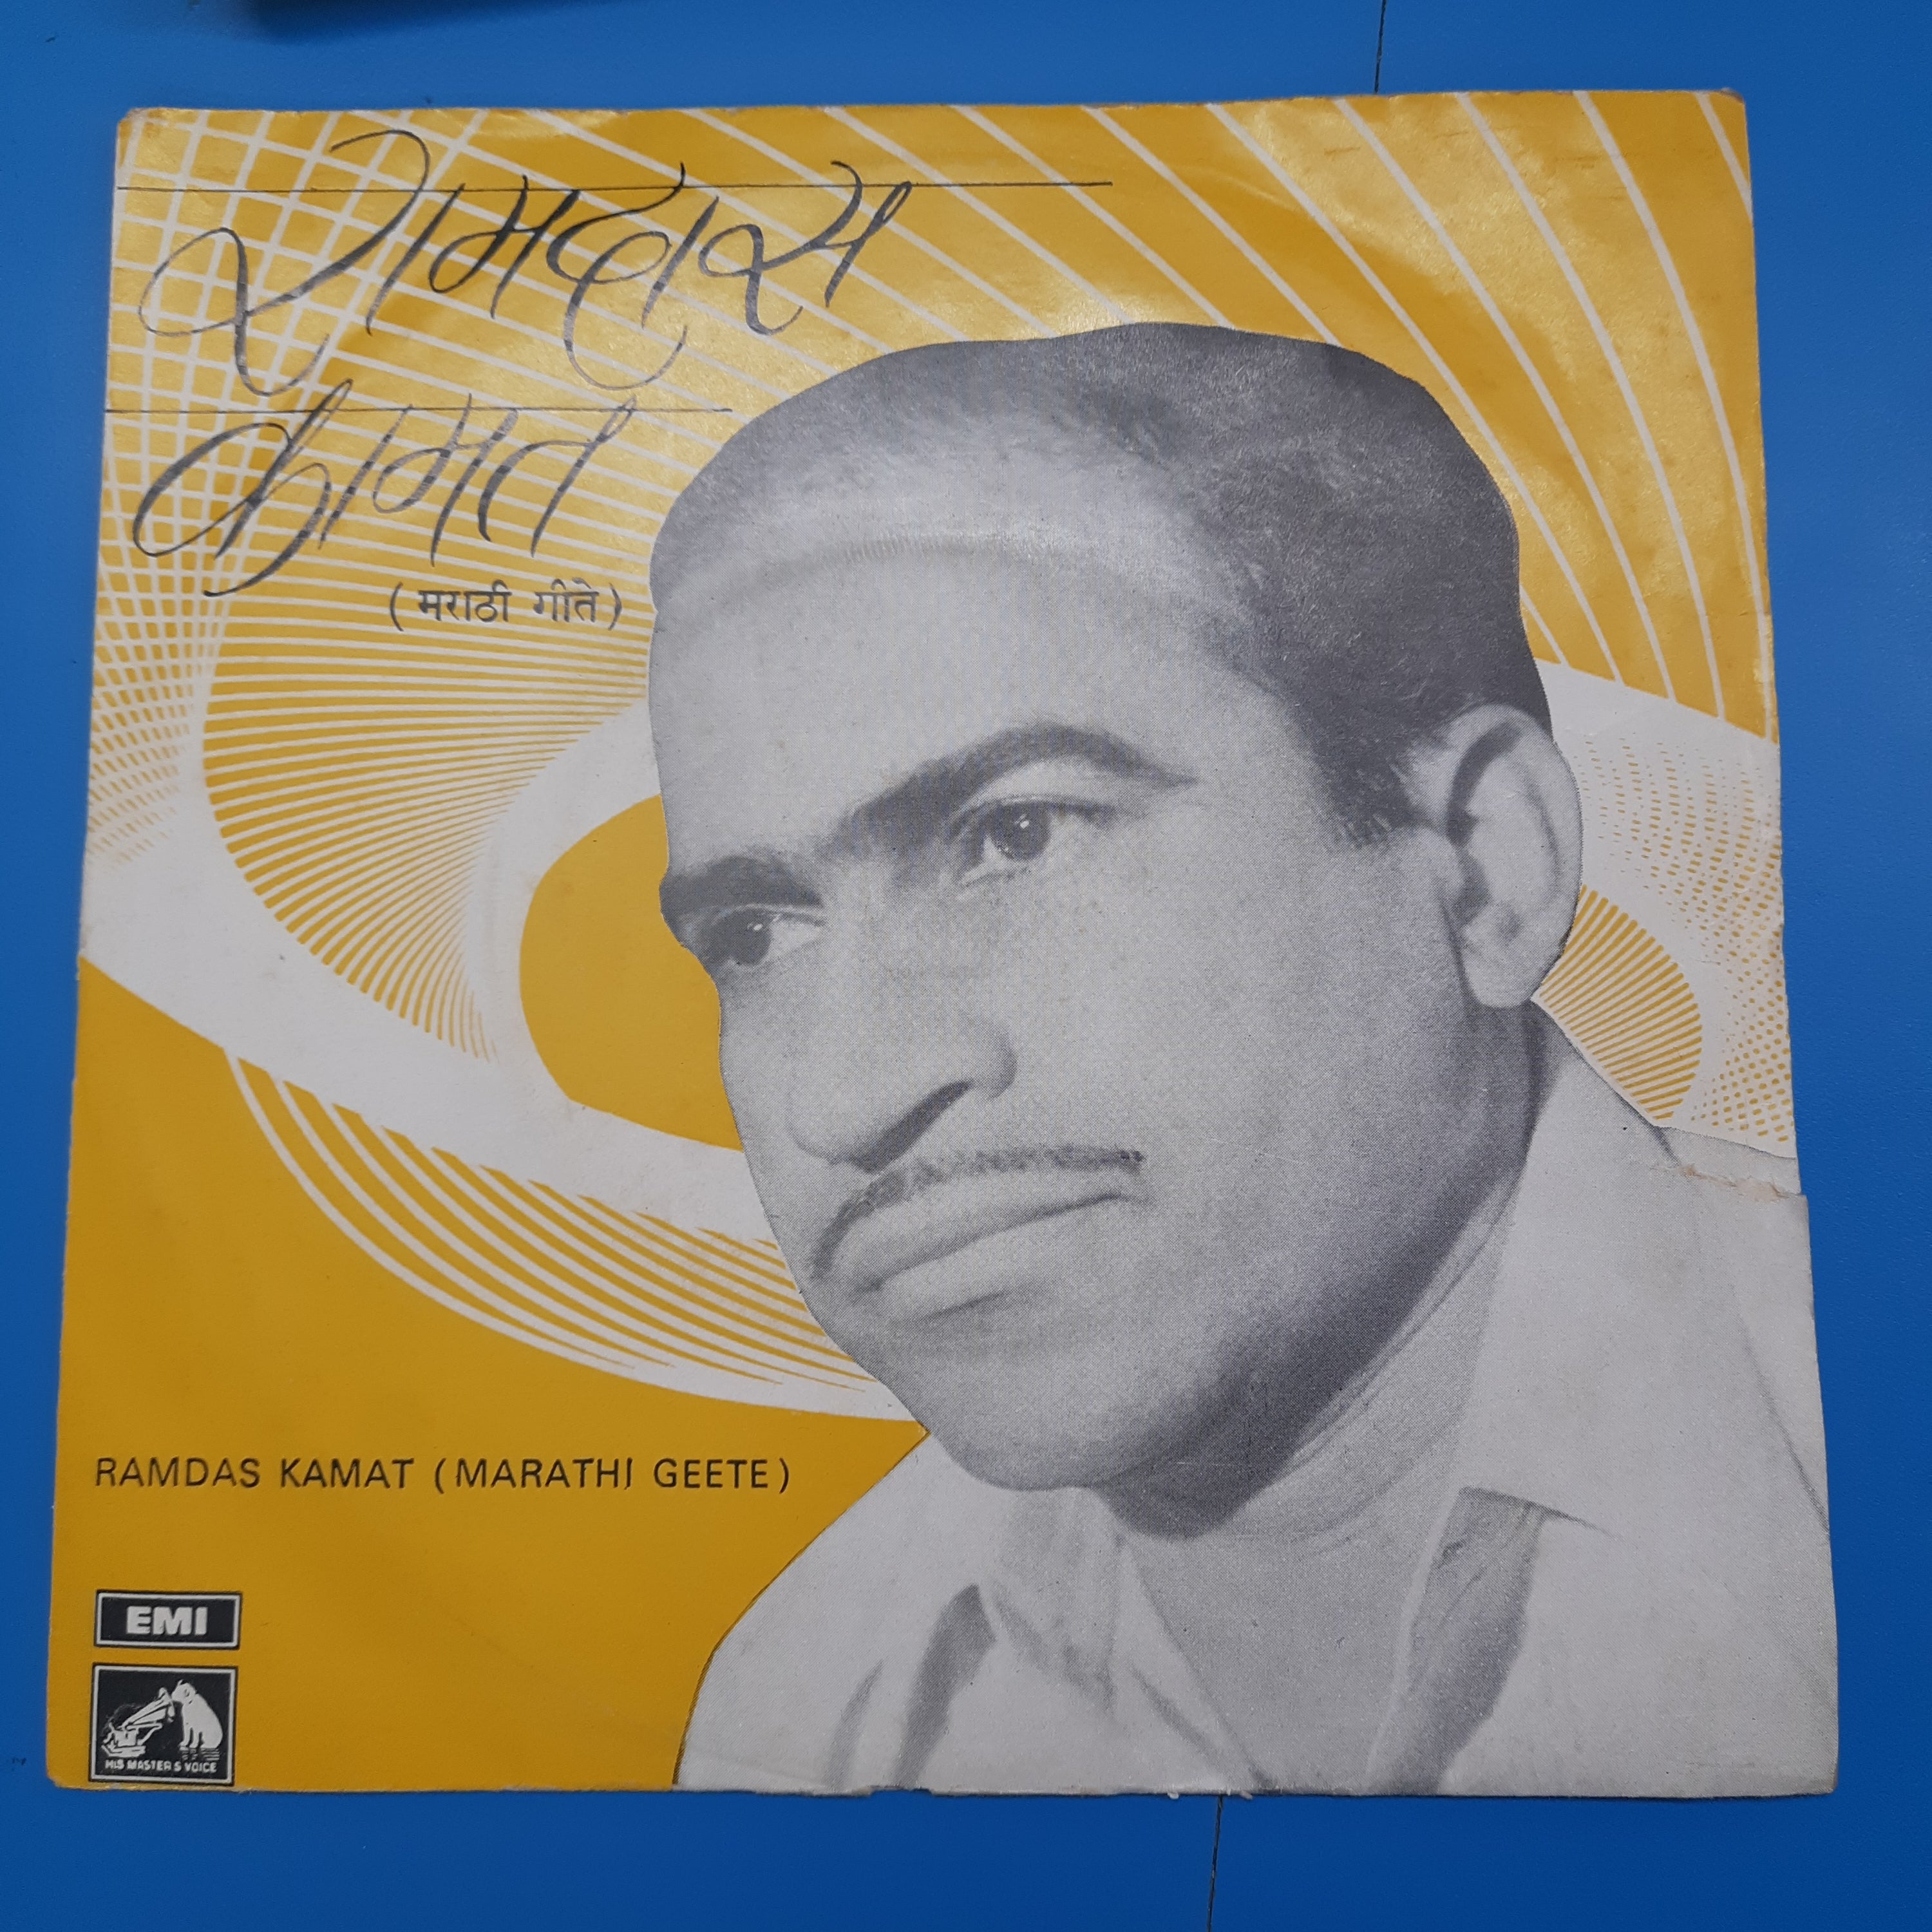 रामदास
कामत
(मराठी गीते)
RAMDAS KAMAT (MARATHI GEETE)
EMI
HIS MASTER'S VOICE